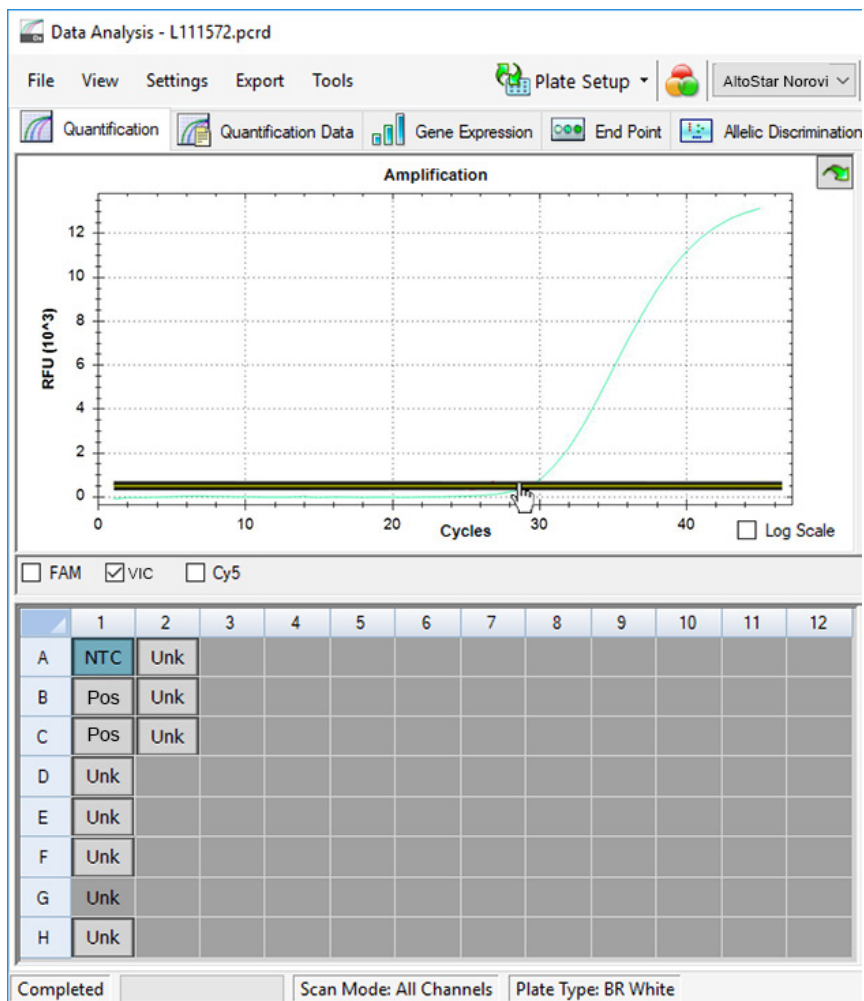 Data Analysis - L111572.pcrd
File View Settings Export Tools Plate Setup AltoStar Norovi
Quantification Quantification Data Gene Expression End Point Allelic Discrimination
Amplification
12
10
8
6
4
2
0
RFU (10^3)
0 10 20 30 40
Cycles
Log Scale
FAM VIC Cy5
1 2 3 4 5 6 7 8 9 10 11 12
A NTC Unk
B Pos Unk
C Pos Unk
D Unk
E Unk
F Unk
G Unk
H Unk
Completed Scan Mode: All Channels Plate Type: BR White